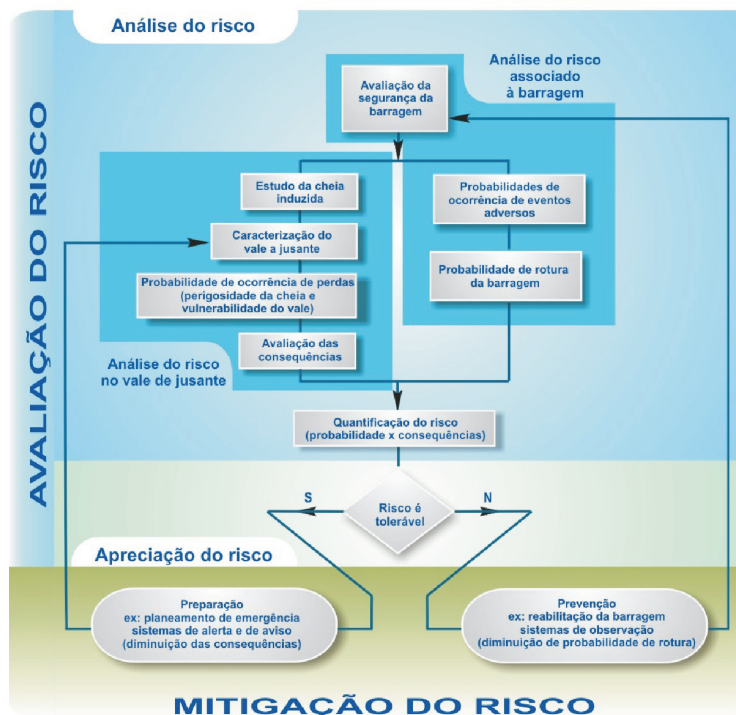 Análise do risco
AVALIAÇÃO DO RISCO
Análise do risco
associado
à barragem
Avaliação da
segurança da
barragem
Estudo da cheia
induzida
Caracterização do
vale a jusante
Probabilidade de ocorrência de perdas
(perigosidade da cheia e
vulnerabilidade do vale)
Avaliação das
consequências
Análise do risco
no vale de jusante
Probabilidades de
ocorrência de eventos
adversos
Probabilidade de rotura
da barragem
Quantificação do risco
(probabilidade x consequências)
S
Risco é
tolerável
N
Apreciação do risco
Preparação
ex: planeamento de emergência
sistemas de alerta e de aviso
(diminuição das consequências)
Prevenção
ex: reabilitação da barragem
sistemas de observação
(diminuição de probabilidade de rotura)
MITIGAÇÃO DO RISCO